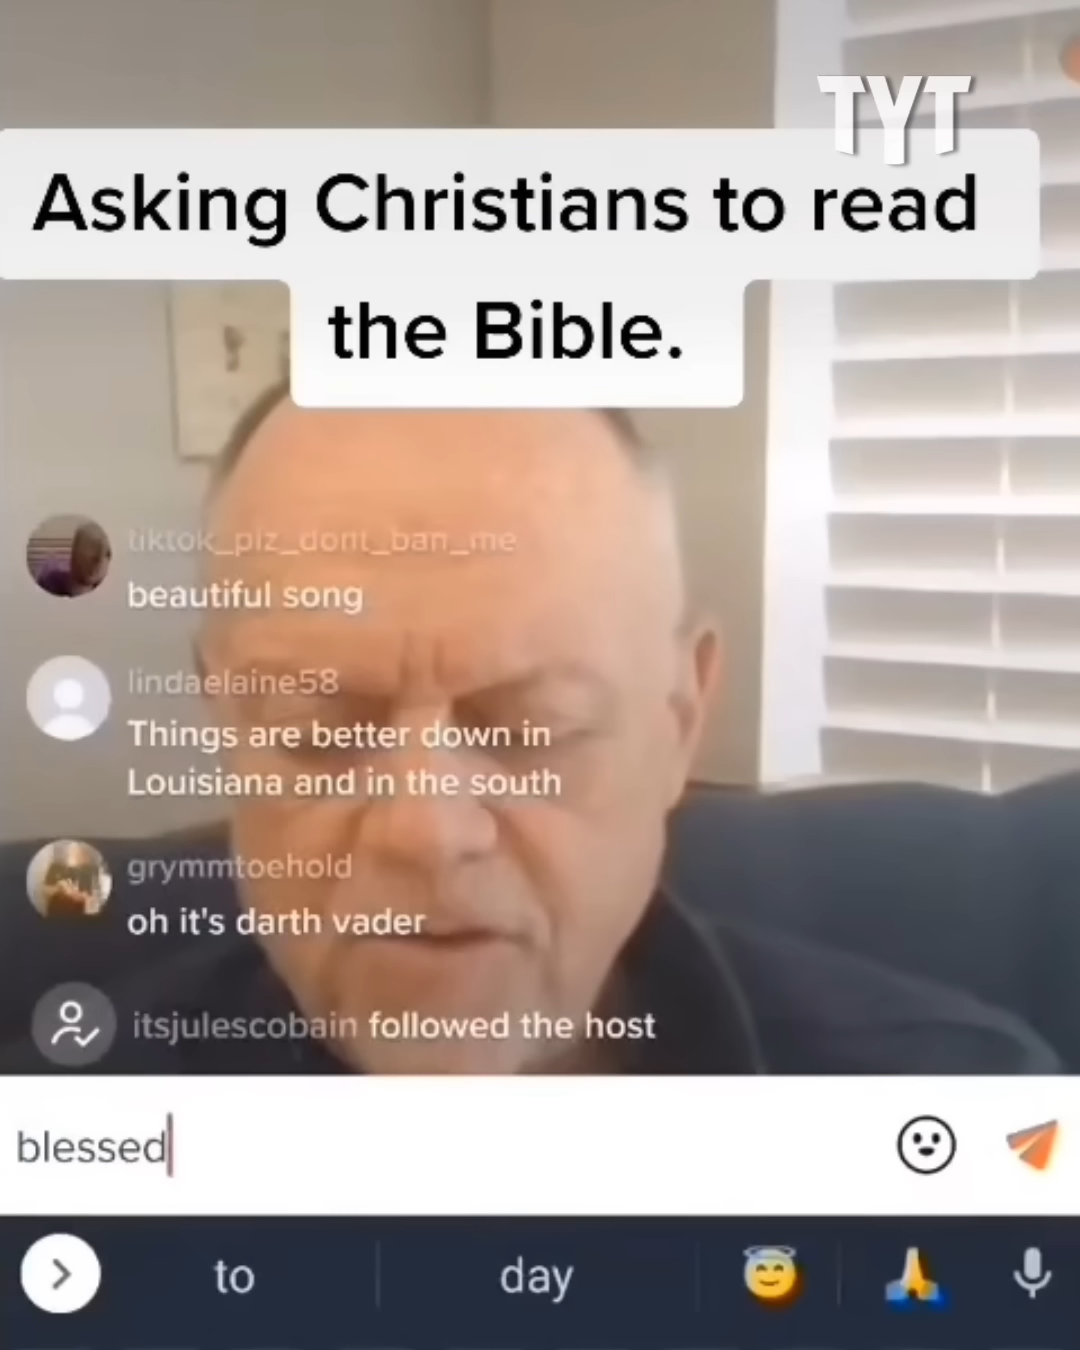 TYT
Asking Christians to read
the Bible.
tiktok_plz_dont_ban_me
beautiful song
lindaelaine58
Things are better down in
Louisiana and in the south
grymmtoehold
oh it's darth vader
itsjulescobain followed the host
blessed
to day